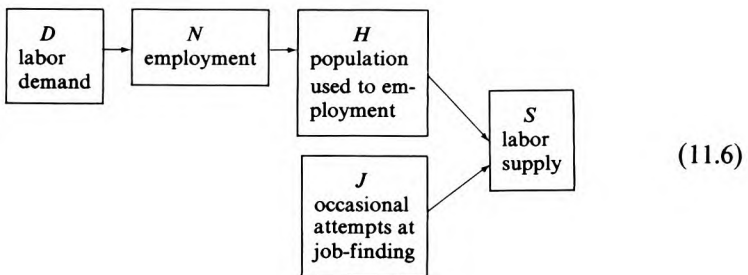 D
labor
demand
N
employment
H
population
used to em-
ployment
J
occasional
attempts at
job-finding
S
labor
supply
(11.6)